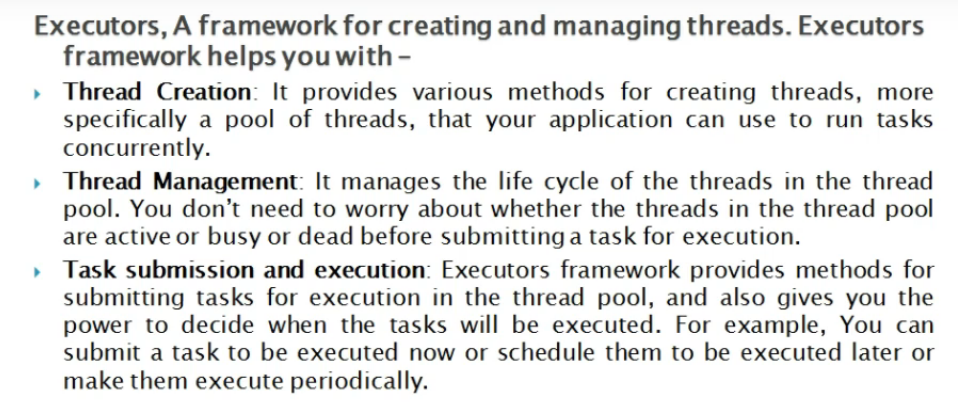 Executors, A framework for creating and managing threads. Executors
framework helps you with –
Thread Creation: It provides various methods for creating threads, more
specifically a pool of threads, that your application can use to run tasks
concurrently.
Thread Management: It manages the life cycle of the threads in the thread
pool. You don't need to worry about whether the threads in the thread pool
are active or busy or dead before submitting a task for execution.
Task submission and execution: Executors framework provides methods for
submitting tasks for execution in the thread pool, and also gives you the
power to decide when the tasks will be executed. For example, You can
submit a task to be executed now or schedule them to be executed later or
make them execute periodically.